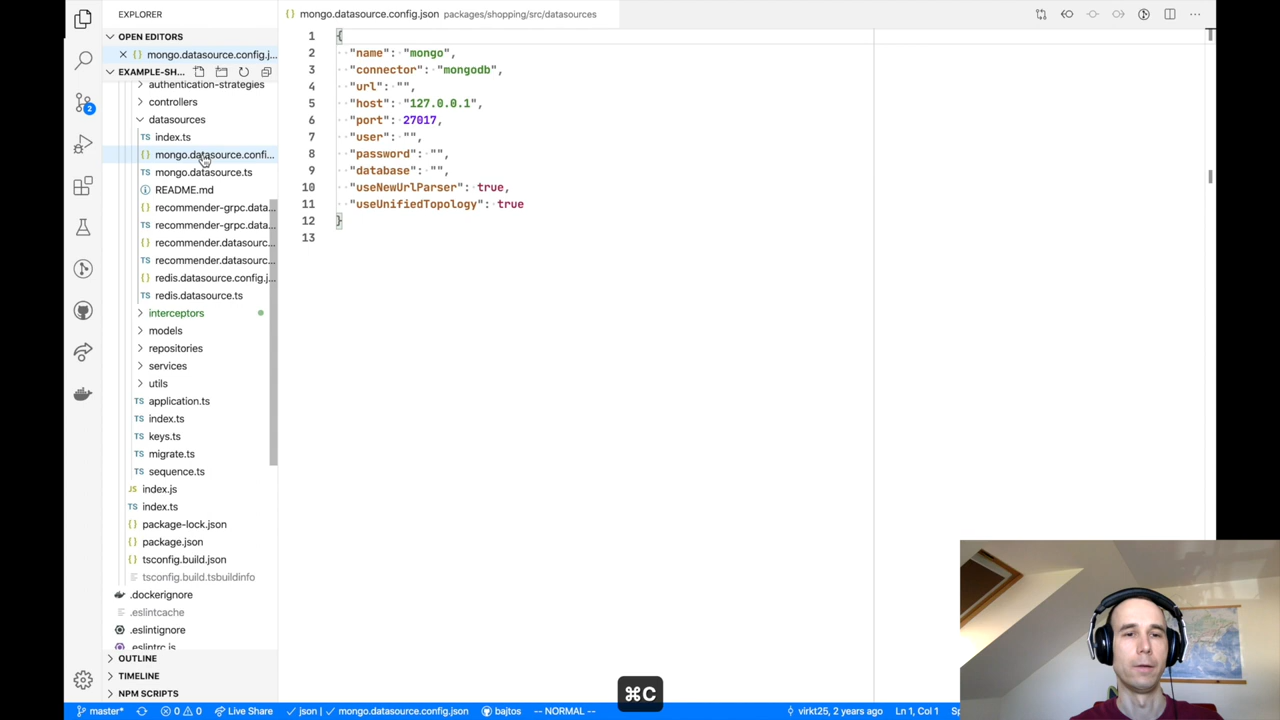 EXPLORER
OPEN EDITORS
mongo.datasource.config.j...
EXAMPLE-SH...
authentication-strategies
controllers
datasources
index.ts
mongo.datasource.confi...
mongo.datasource.ts
README.md
recommender-grpc.data...
recommender-grpc.data...
recommender.datasourc...
recommender.datasourc...
redis.datasource.config.j...
redis.datasource.ts
interceptors
models
repositories
services
utils
application.ts
index.ts
keys.ts
migrate.ts
sequence.ts
index.js
index.ts
package-lock.json
package.json
tsconfig.build.json
tsconfig.build.tsbuildinfo
.dockerignore
.eslintcache
.eslintignore
.eslintrc.js
OUTLINE
TIMELINE
NPM SCRIPTS
2
mongo.datasource.config.json packages/shopping/src/datasources
1 {
2 "name": "mongo",
3 "connector": "mongodb",
4 "url": "",
5 "host": "127.0.0.1",
6 "port": 27017,
7 "user": "",
8 "password": "",
9 "database": "",
10 "useNewUrlParser": true,
11 "useUnifiedTopology": true
12 }
13
⌘C
master* 0 0 Live Share json | mongo.datasource.config.json bajtos -- NORMAL -- virkt25, 2 years ago Ln 1, Col 1 Sp